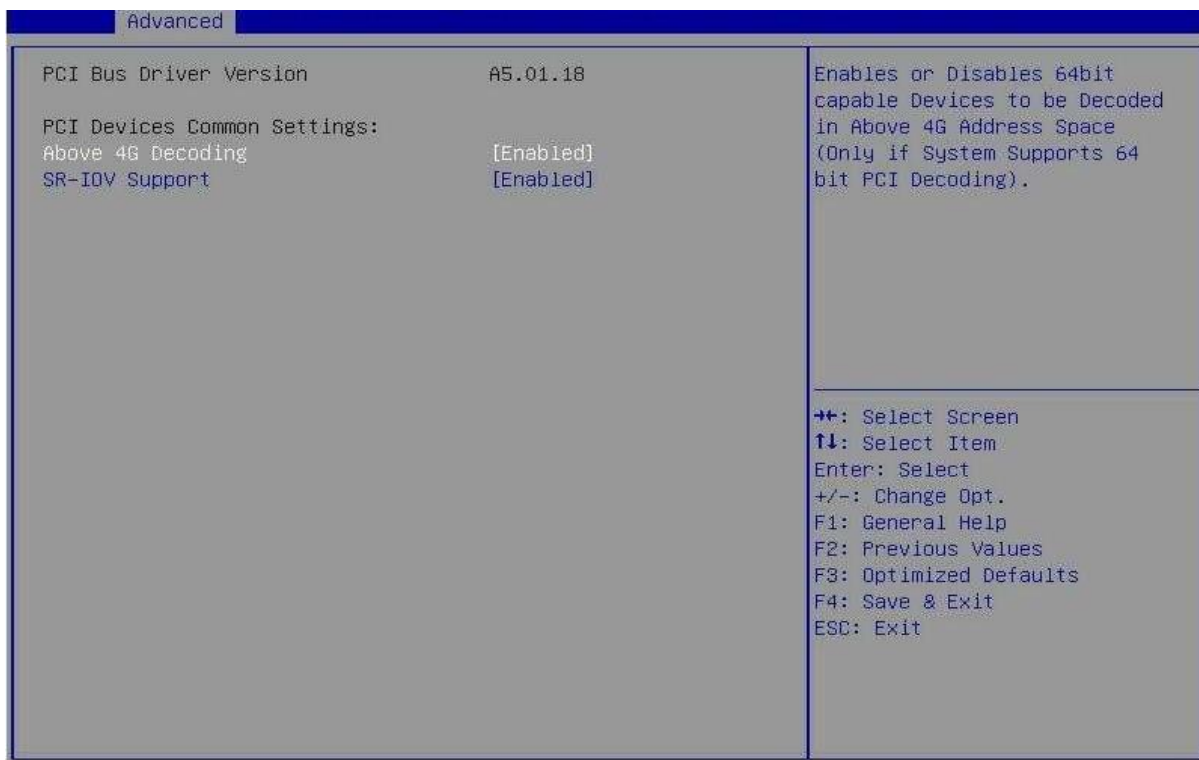 Advanced
PCI Bus Driver Version A5.01.18
PCI Devices Common Settings:
Above 4G Decoding [Enabled]
SR-IOV Support [Enabled]
Enables or Disables 64bit
capable Devices to be Decoded
in Above 4G Address Space
(Only if System Supports 64
bit PCI Decoding).
→←: Select Screen
↑↓: Select Item
Enter: Select
+/-: Change Opt.
F1: General Help
F2: Previous Values
F3: Optimized Defaults
F4: Save & Exit
ESC: Exit